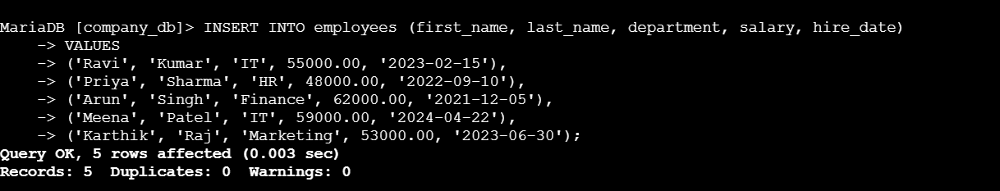 MariaDB [company_db]> INSERT INTO employees (first_name, last_name, department, salary, hire_date)
    -> VALUES
    -> ('Ravi', 'Kumar', 'IT', 55000.00, '2023-02-15'),
    -> ('Priya', 'Sharma', 'HR', 48000.00, '2022-09-10'),
    -> ('Arun', 'Singh', 'Finance', 62000.00, '2021-12-05'),
    -> ('Meena', 'Patel', 'IT', 59000.00, '2024-04-22'),
    -> ('Karthik', 'Raj', 'Marketing', 53000.00, '2023-06-30');
Query OK, 5 rows affected (0.003 sec)
Records: 5  Duplicates: 0  Warnings: 0